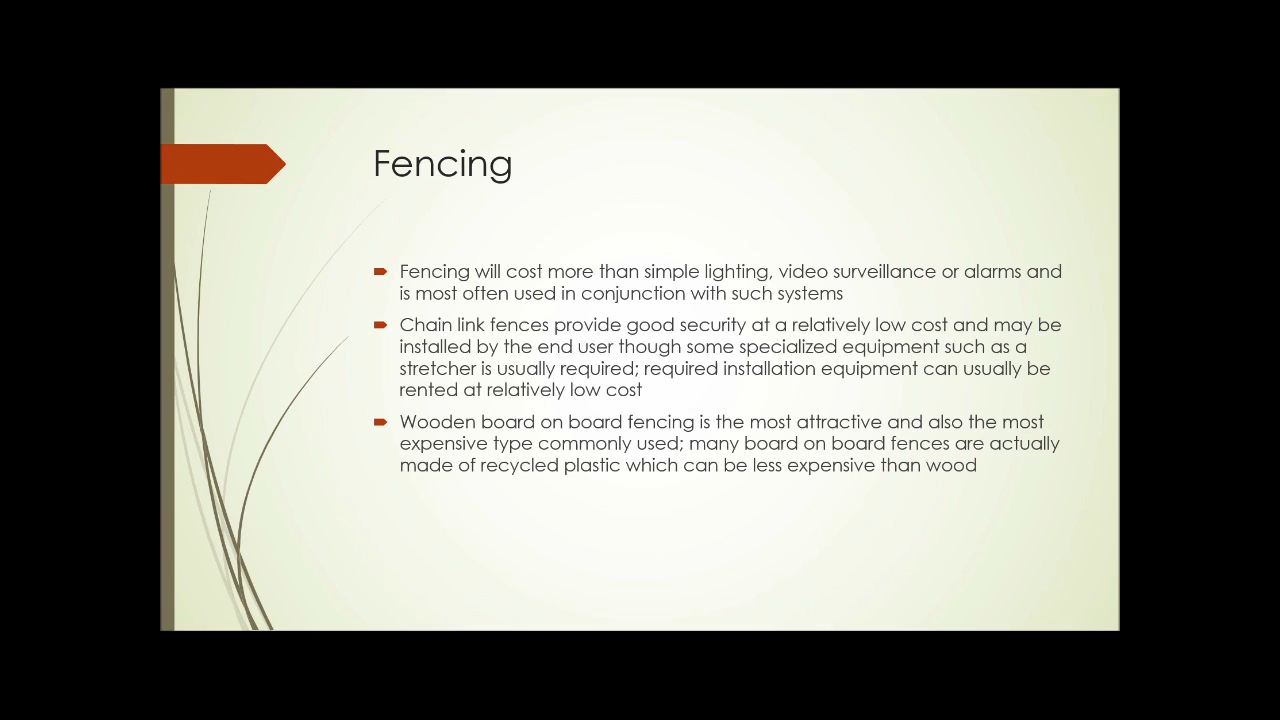 Fencing
Fencing will cost more than simple lighting, video surveillance or alarms and
is most often used in conjunction with such systems
Chain link fences provide good security at a relatively low cost and may be
installed by the end user though some specialized equipment such as a
stretcher is usually required; required installation equipment can usually be
rented at relatively low cost
Wooden board on board fencing is the most attractive and also the most
expensive type commonly used; many board on board fences are actually
made of recycled plastic which can be less expensive than wood